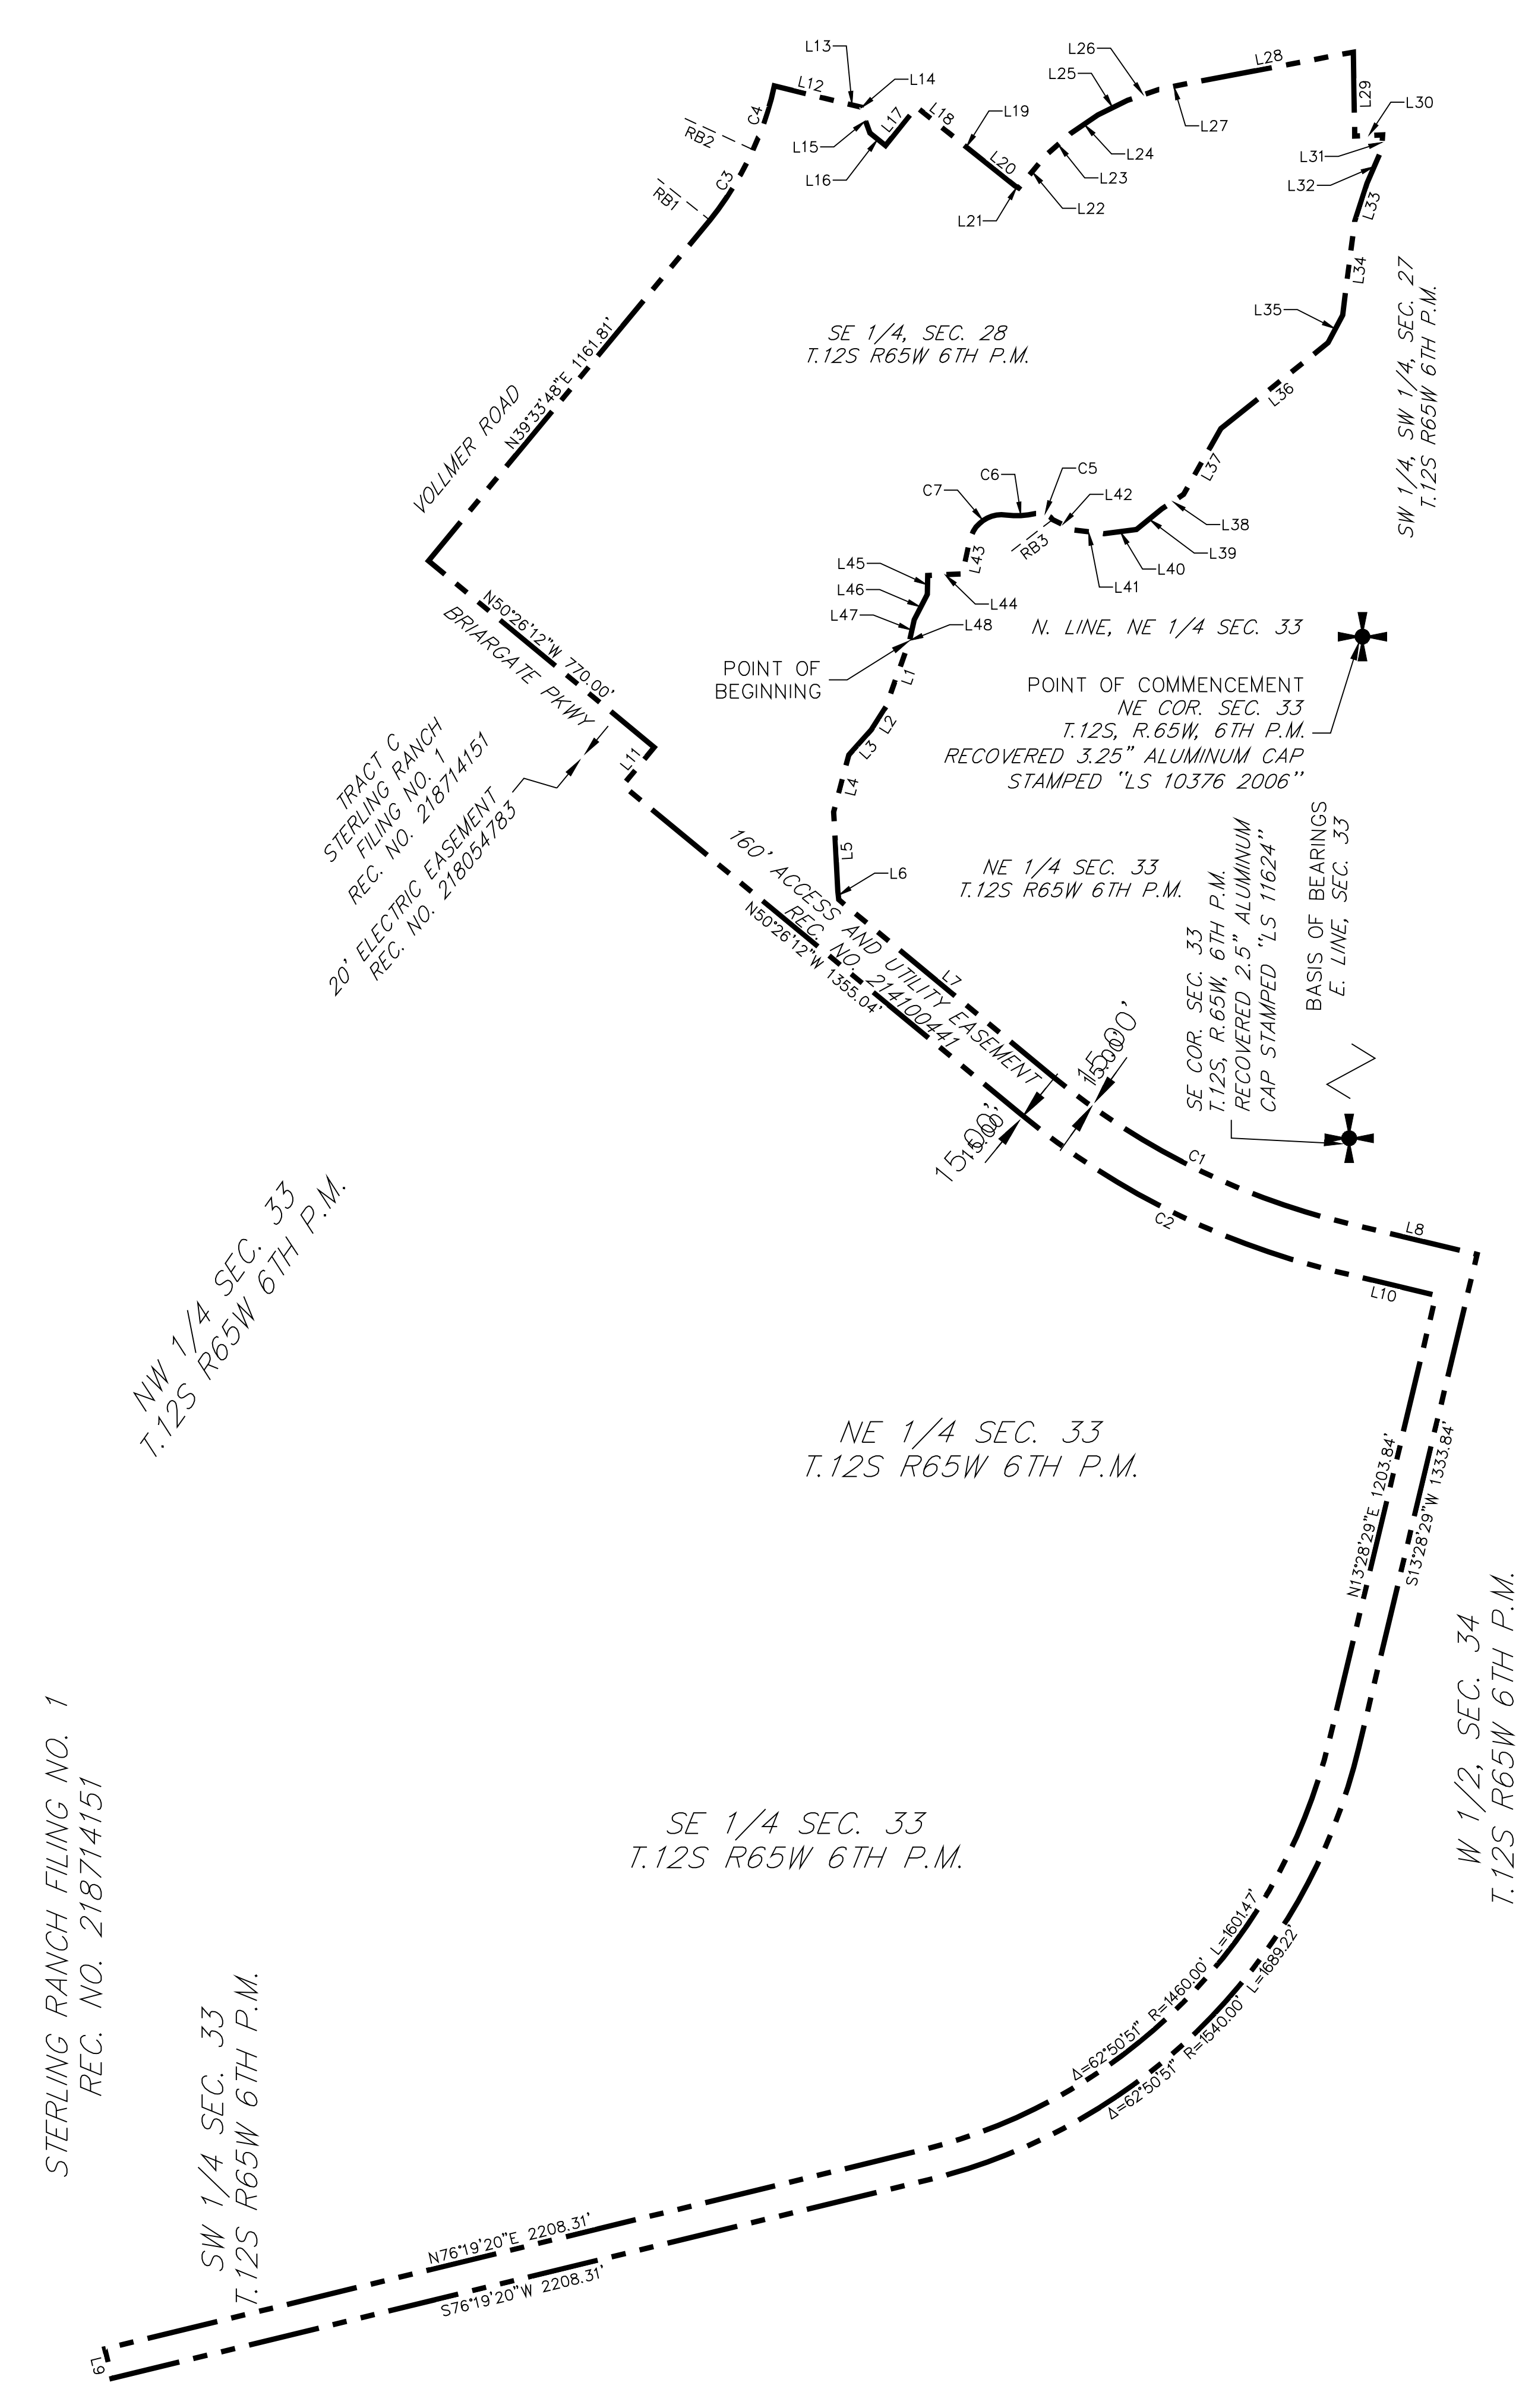 L13
L14
L12
C4
RB2
L15
L16
L17
L18
L19
L20
L21
L22
L23
L24
L25
L26
L27
L28
L29
L30
L31
L32
L33
L34
L35
L36
L37
L38
L39
L40
L41
L42
C5
C6
C7
RB3
L43
L44
L45
L46
L47
L48
C3
RB1
N39°33'48"E 1161.81'
VOLLMER ROAD
SE 1/4, SEC. 28
T.12S R65W 6TH P.M.
SW 1/4, SW 1/4, SEC. 27
T.12S R65W 6TH P.M.
N50°26'12"W 770.00'
BRIARGATE PKWY
POINT OF
BEGINNING
L1
L2
L3
L4
L5
L6
L7
L11
N. LINE, NE 1/4 SEC. 33
POINT OF COMMENCEMENT
NE COR. SEC. 33
T.12S, R.65W, 6TH P.M.
RECOVERED 3.25" ALUMINUM CAP
STAMPED "LS 10376 2006"
TRACT C
STERLING RANCH
FILING NO. 1
REC. NO. 218714151
20' ELECTRIC EASEMENT
REC. NO. 218054783
NE 1/4 SEC. 33
T.12S R65W 6TH P.M.
160' ACCESS AND UTILITY EASEMENT
REC. NO. 214100441
N50°26'12"W 1355.04'
SE COR. SEC. 33
T.12S, R.65W, 6TH P.M.
RECOVERED 2.5" ALUMINUM
CAP STAMPED "LS 11624"
BASIS OF BEARINGS
E. LINE, SEC. 33
15.00'
15.00'
15.00'
15.00'
C1
C2
L8
L10
NW 1/4 SEC. 33
T.12S R65W 6TH P.M.
NE 1/4 SEC. 33
T.12S R65W 6TH P.M.
N13°28'29"E 1203.84'
S13°28'29"W 1333.84'
W 1/2, SEC. 34
T.12S R65W 6TH P.M.
SE 1/4 SEC. 33
T.12S R65W 6TH P.M.
STERLING RANCH FILING NO. 1
REC. NO. 218714151
SW 1/4 SEC. 33
T.12S R65W 6TH P.M.
Δ=62°50'51" R=1460.00' L=1601.47'
Δ=62°50'51" R=1540.00' L=1689.22'
N76°19'20"E 2208.31'
S76°19'20"W 2208.31'
L9